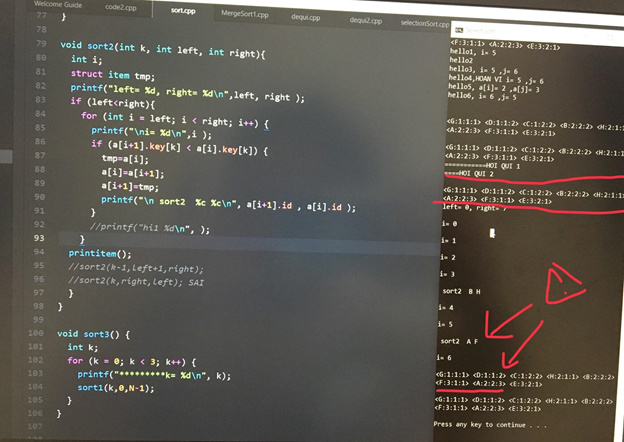 Welcome Guide code2.cpp sort.cpp MergeSort1.cpp dequi.cpp dequi2.cpp selectionSort.cpp
77 }
78
79 void sort2(int k, int left, int right){
80 int i;
81 struct item tmp;
82 printf("left= %d, right= %d\n",left, right );
83 if (left<right){
84 for (int i = left; i < right; i++) {
85 printf("\ni= %d\n",i );
86 if (a[i+1].key[k] < a[i].key[k]) {
87 tmp=a[i];
88 a[i]=a[i+1];
89 a[i+1]=tmp;
90 printf("\n sort2 %c %c\n", a[i+1].id , a[i].id );
91 }
92 //printf("hi1 %d\n", );
93 }
94 printitem();
95 //sort2(k-1,left+1,right);
96 //sort2(k,right,left); SAI
97 }
98 }
99
100 void sort3() {
101 int k;
102 for (k = 0; k < 3; k++) {
103 printf("*********k= %d\n", k);
104 sort1(k,0,N-1);
105 }
106 }
107
<F:3:1:1> <A:2:2:3> <E:3:2:1>
hello1, i= 5
hello2
hello3, i= 5 ,j= 6
hello4,HOAN VI i= 5 ,j= 6
hello5, a[i]= 2 ,a[j]= 3
hello6, i= 6 ,j= 5
<G:1:1:1> <D:1:1:2> <C:1:2:2> <B:2:2:2> <H:2:1:1>
<A:2:2:3> <F:3:1:1> <E:3:2:1>
<G:1:1:1> <D:1:1:2> <C:1:2:2> <B:2:2:2> <H:2:1:1>
<A:2:2:3> <F:3:1:1> <E:3:2:1>
===========HOI QUI 1
====HOI QUI 2
<G:1:1:1> <D:1:1:2> <C:1:2:2> <B:2:2:2> <H:2:1:1>
<A:2:2:3> <F:3:1:1> <E:3:2:1>
left= 0, right=
i= 0
i= 1
i= 2
i= 3
sort2 B H
i= 4
i= 5
sort2 A F
i= 6
<G:1:1:1> <D:1:1:2> <C:1:2:2> <H:2:1:1> <B:2:2:2>
<F:3:1:1> <A:2:2:3> <E:3:2:1>
<G:1:1:1> <D:1:1:2> <C:1:2:2> <H:2:1:1> <B:2:2:2>
<F:3:1:1> <A:2:2:3> <E:3:2:1>
Press any key to continue . . .